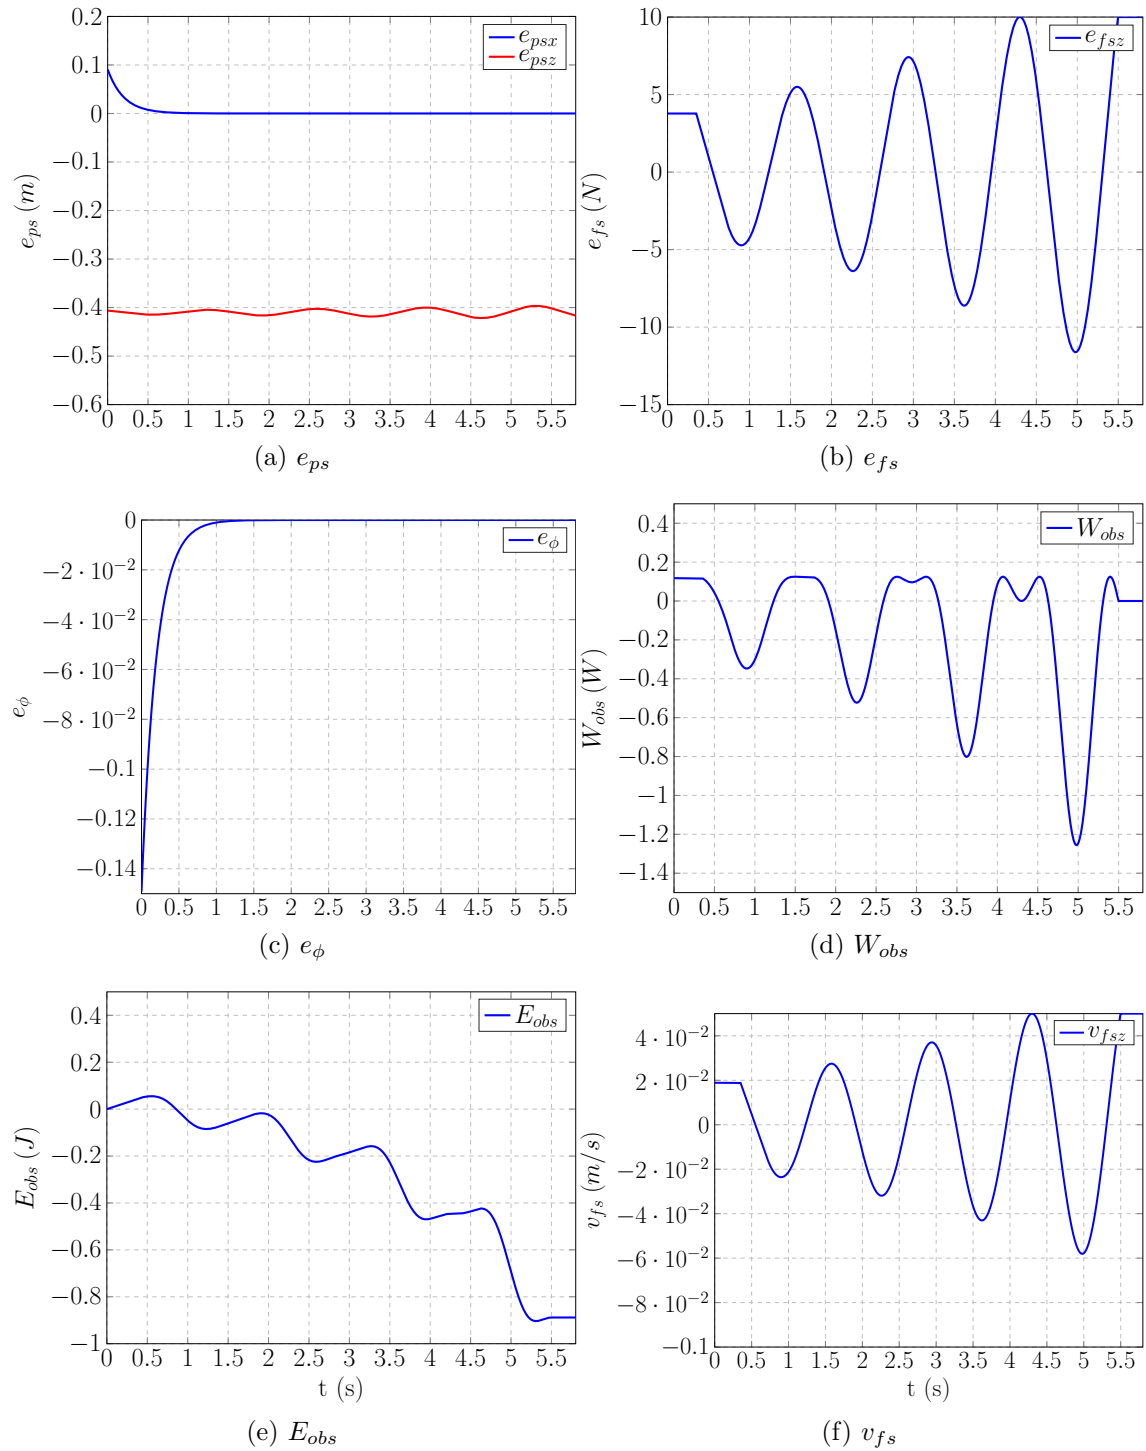 0.2
0.1
0
−0.1
−0.2
−0.3
−0.4
−0.5
−0.6
e_psx
e_psz
e_ps (m)
0 0.5 1 1.5 2 2.5 3 3.5 4 4.5 5 5.5
(a) e_ps
10
5
0
−5
−10
−15
e_fsz
e_fs (N)
0 0.5 1 1.5 2 2.5 3 3.5 4 4.5 5 5.5
(b) e_fs
0
−2 · 10^−2
−4 · 10^−2
−6 · 10^−2
−8 · 10^−2
−0.1
−0.12
−0.14
e_ϕ
e_ϕ
0 0.5 1 1.5 2 2.5 3 3.5 4 4.5 5 5.5
(c) e_ϕ
0.4
0.2
0
−0.2
−0.4
−0.6
−0.8
−1
−1.2
−1.4
W_obs
W_obs (W)
0 0.5 1 1.5 2 2.5 3 3.5 4 4.5 5 5.5
(d) W_obs
0.4
0.2
0
−0.2
−0.4
−0.6
−0.8
−1
E_obs
E_obs (J)
0 0.5 1 1.5 2 2.5 3 3.5 4 4.5 5 5.5
t (s)
(e) E_obs
4 · 10^−2
2 · 10^−2
0
−2 · 10^−2
−4 · 10^−2
−6 · 10^−2
−8 · 10^−2
−0.1
v_fsz
v_fs (m/s)
0 0.5 1 1.5 2 2.5 3 3.5 4 4.5 5 5.5
t (s)
(f) v_fs